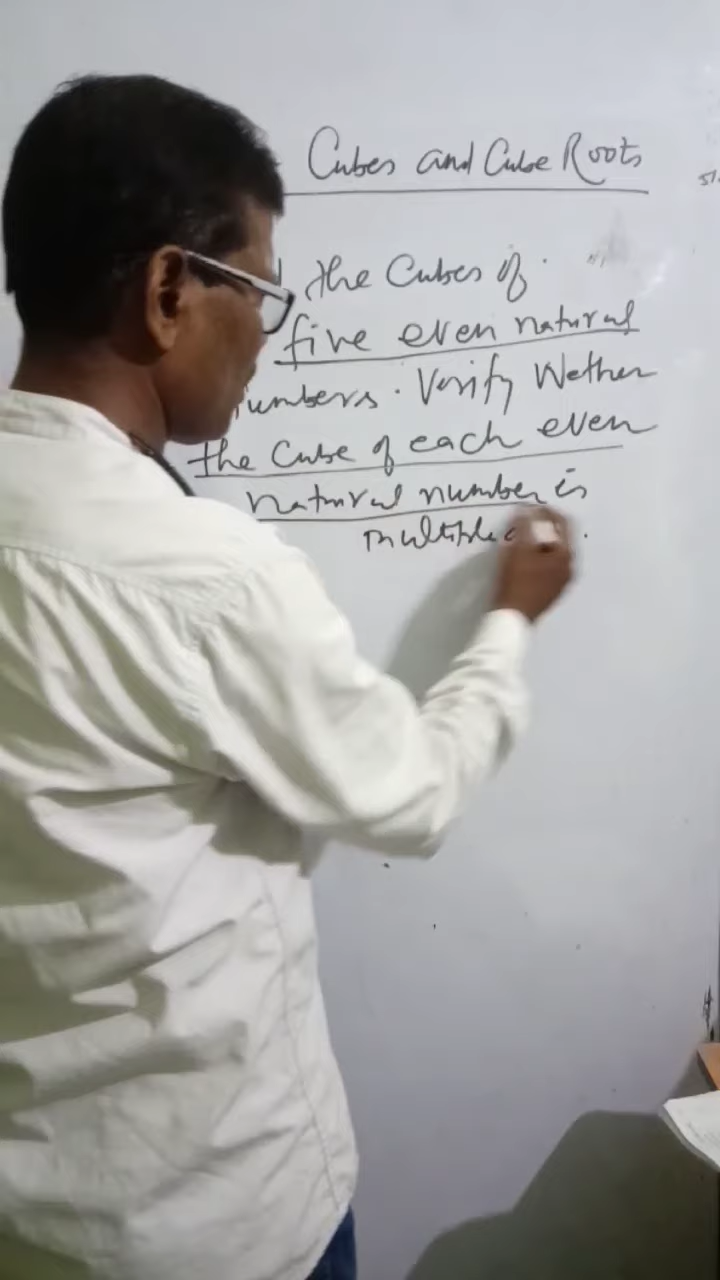 Cubes and Cube Roots
the Cubes of
five even natural
umbers. Verify Wether
the Cube of each even
natural number is
multiple